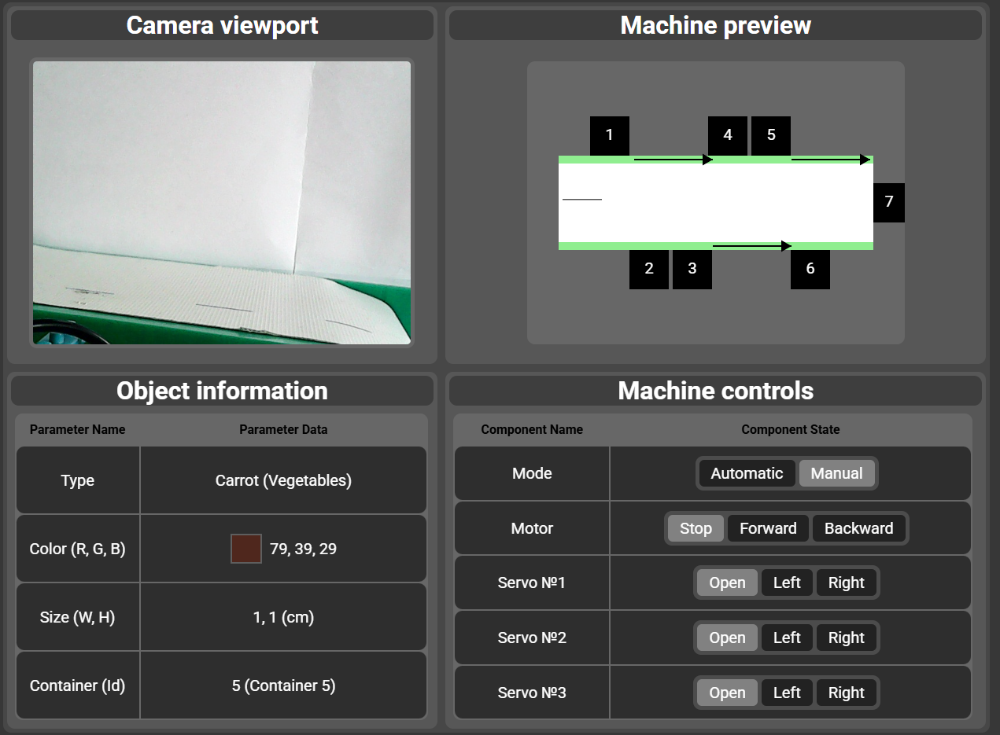 Camera viewport
Machine preview
1
4
5
7
2
3
6
Object information
Parameter Name
Parameter Data
Type
Carrot (Vegetables)
Color (R, G, B)
79, 39, 29
Size (W, H)
1, 1 (cm)
Container (Id)
5 (Container 5)
Machine controls
Component Name
Component State
Mode
Automatic
Manual
Motor
Stop
Forward
Backward
Servo №1
Open
Left
Right
Servo №2
Open
Left
Right
Servo №3
Open
Left
Right